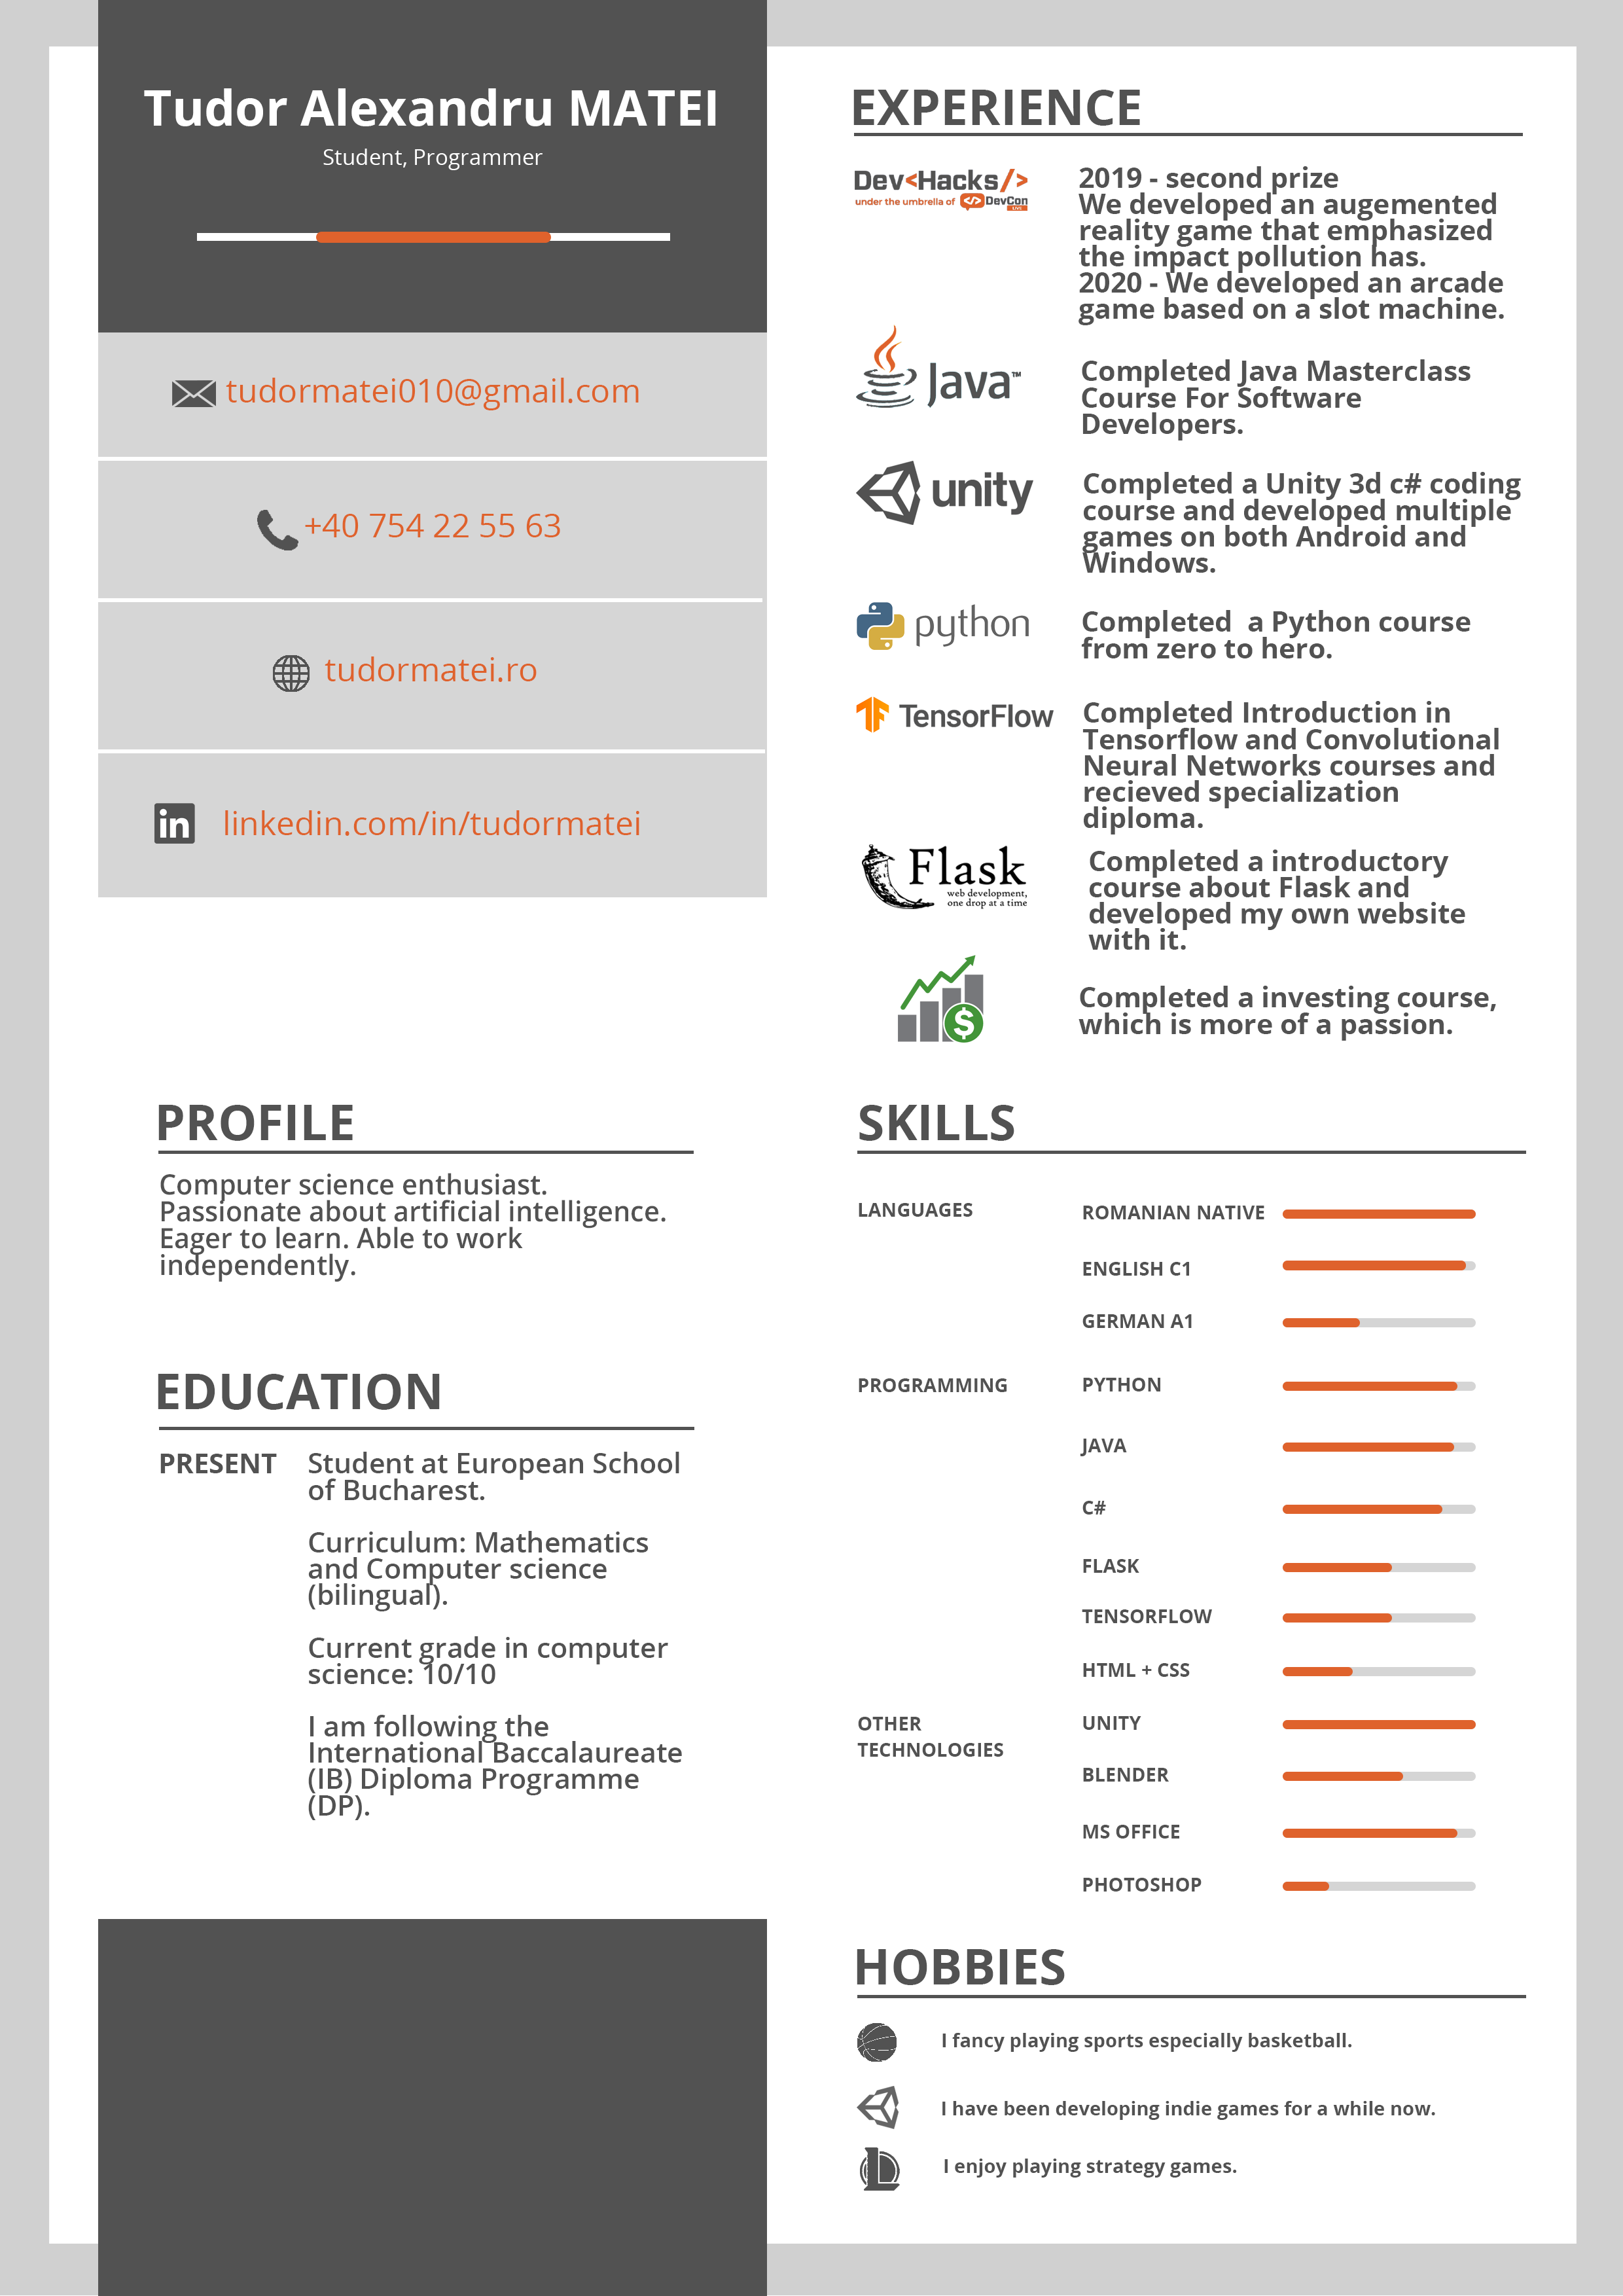 Tudor Alexandru MATEI
Student, Programmer
tudormatei010@gmail.com
+40 754 22 55 63
tudormatei.ro
in
linkedin.com/in/tudormatei
PROFILE
Computer science enthusiast.
Passionate about artificial intelligence.
Eager to learn. Able to work
independently.
EDUCATION
PRESENT
Student at European School
of Bucharest.
Curriculum: Mathematics
and Computer science
(bilingual).
Current grade in computer
science: 10/10
I am following the
International Baccalaureate
(IB) Diploma Programme
(DP).
EXPERIENCE
Dev<Hacks/>
under the umbrella of </> DevCon
LIVE
2019 - second prize
We developed an augemented
reality game that emphasized
the impact pollution has.
2020 - We developed an arcade
game based on a slot machine.
Java™
Completed Java Masterclass
Course For Software
Developers.
unity
Completed a Unity 3d c# coding
course and developed multiple
games on both Android and
Windows.
python
Completed  a Python course
from zero to hero.
TensorFlow
Completed Introduction in
Tensorflow and Convolutional
Neural Networks courses and
recieved specialization
diploma.
Flask
web development,
one drop at a time
Completed a introductory
course about Flask and
developed my own website
with it.
$
Completed a investing course,
which is more of a passion.
SKILLS
LANGUAGES
ROMANIAN NATIVE
ENGLISH C1
GERMAN A1
PROGRAMMING
PYTHON
JAVA
C#
FLASK
TENSORFLOW
HTML + CSS
OTHER
TECHNOLOGIES
UNITY
BLENDER
MS OFFICE
PHOTOSHOP
HOBBIES
I fancy playing sports especially basketball.
I have been developing indie games for a while now.
L
I enjoy playing strategy games.